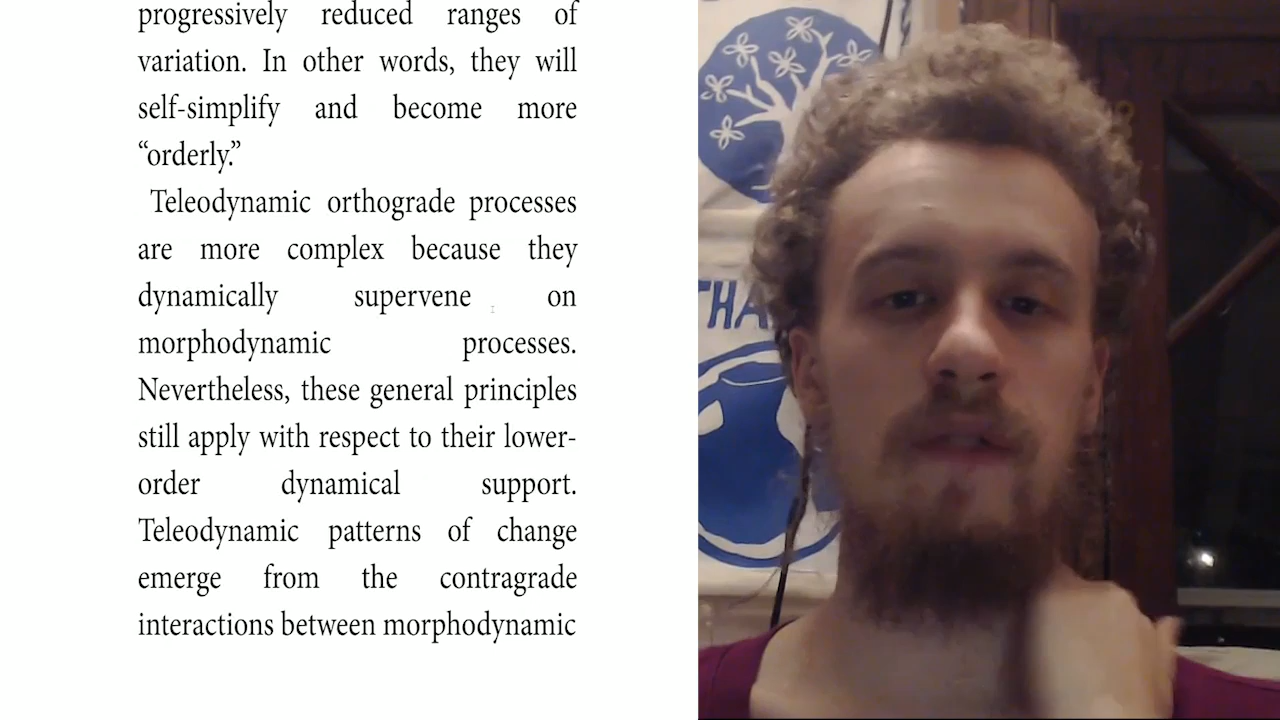 progressively reduced ranges of
variation. In other words, they will
self-simplify and become more
“orderly.”
Teleodynamic orthograde processes
are more complex because they
dynamically supervene on
morphodynamic processes.
Nevertheless, these general principles
still apply with respect to their lower-
order dynamical support.
Teleodynamic patterns of change
emerge from the contragrade
interactions between morphodynamic
THA